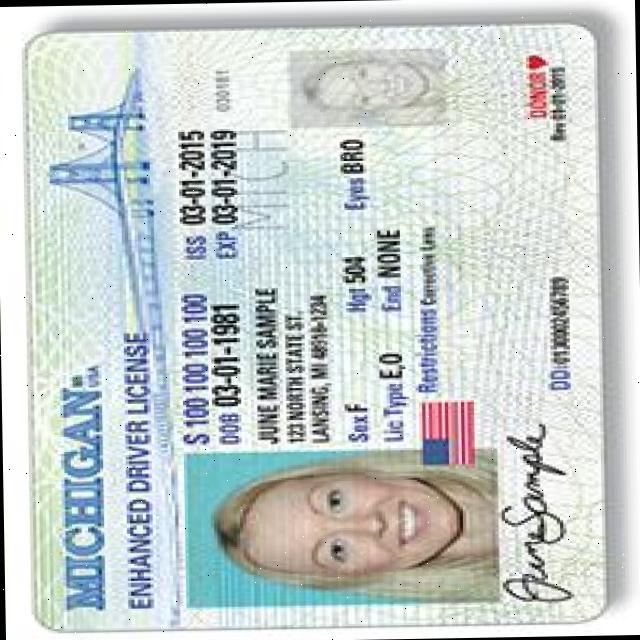 MICHIGAN USA
ENHANCED DRIVER LICENSE
S 100 100 100 100 ISS 03-01-2015
DOB 03-01-1981 EXP 03-01-2019
030181
JUNE MARIE SAMPLE
123 NORTH STATE ST.
LANSING, MI 48918-1234
Sex F Hgt 504 Eyes BRO
Lic Type E,O End NONE
Restrictions Corrective Lens
June Sample
DONOR
Rev 01-01-2015
MICH